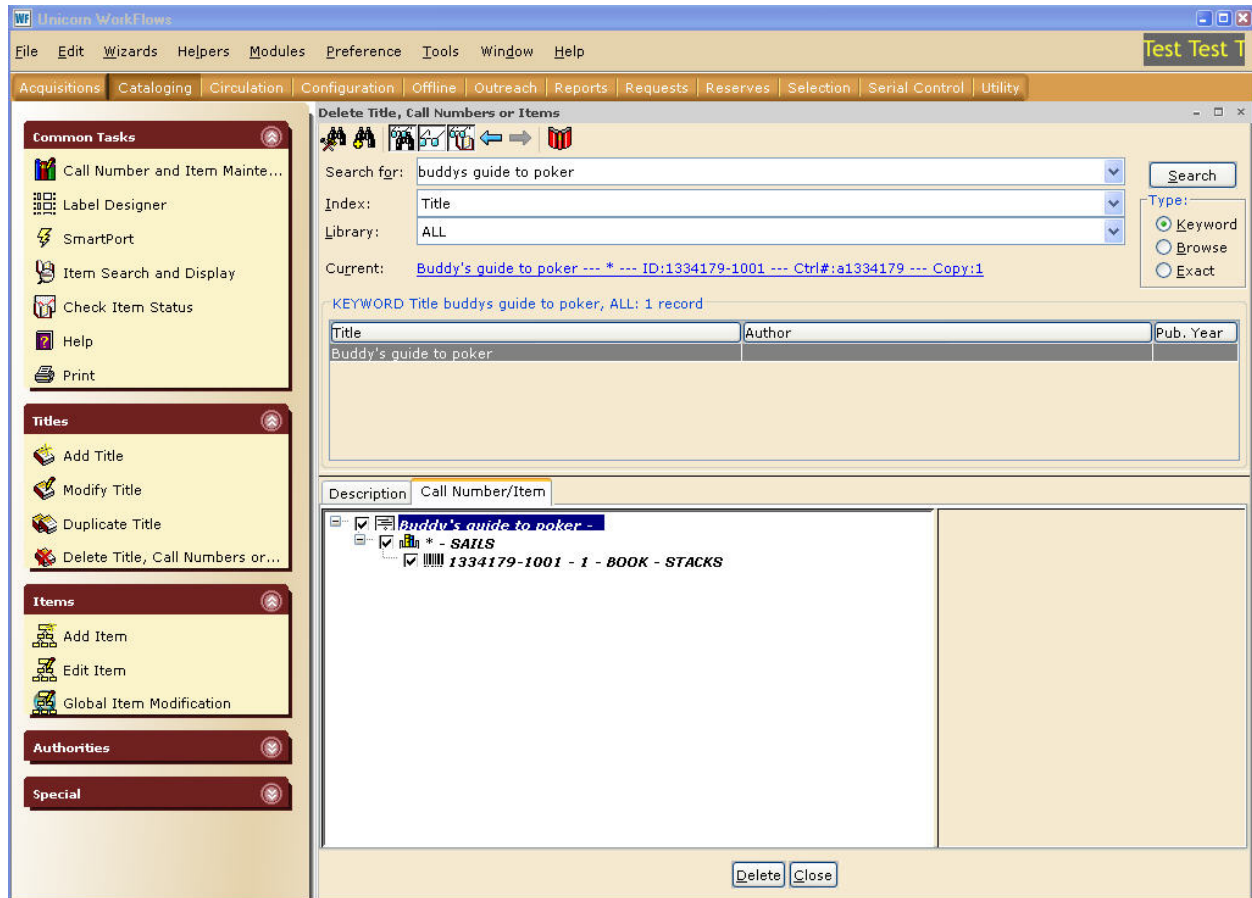 WF Unicorn WorkFlows
File Edit Wizards Helpers Modules Preference Tools Window Help
Test Test T
Acquisitions Cataloging Circulation Configuration Offline Outreach Reports Requests Reserves Selection Serial Control Utility
Common Tasks
Call Number and Item Mainte...
Label Designer
SmartPort
Item Search and Display
Check Item Status
Help
Print
Titles
Add Title
Modify Title
Duplicate Title
Delete Title, Call Numbers or...
Items
Add Item
Edit Item
Global Item Modification
Authorities
Special
Delete Title, Call Numbers or Items
Search for: buddys guide to poker
Search
Index: Title
Library: ALL
Type:
Keyword
Browse
Exact
Current: Buddy's guide to poker --- * --- ID:1334179-1001 --- Ctrl#:a1334179 --- Copy:1
KEYWORD Title buddys guide to poker, ALL: 1 record
Title Author Pub. Year
Buddy's guide to poker
Description Call Number/Item
Buddy's guide to poker -
* - SAILS
1334179-1001 - 1 - BOOK - STACKS
Delete Close